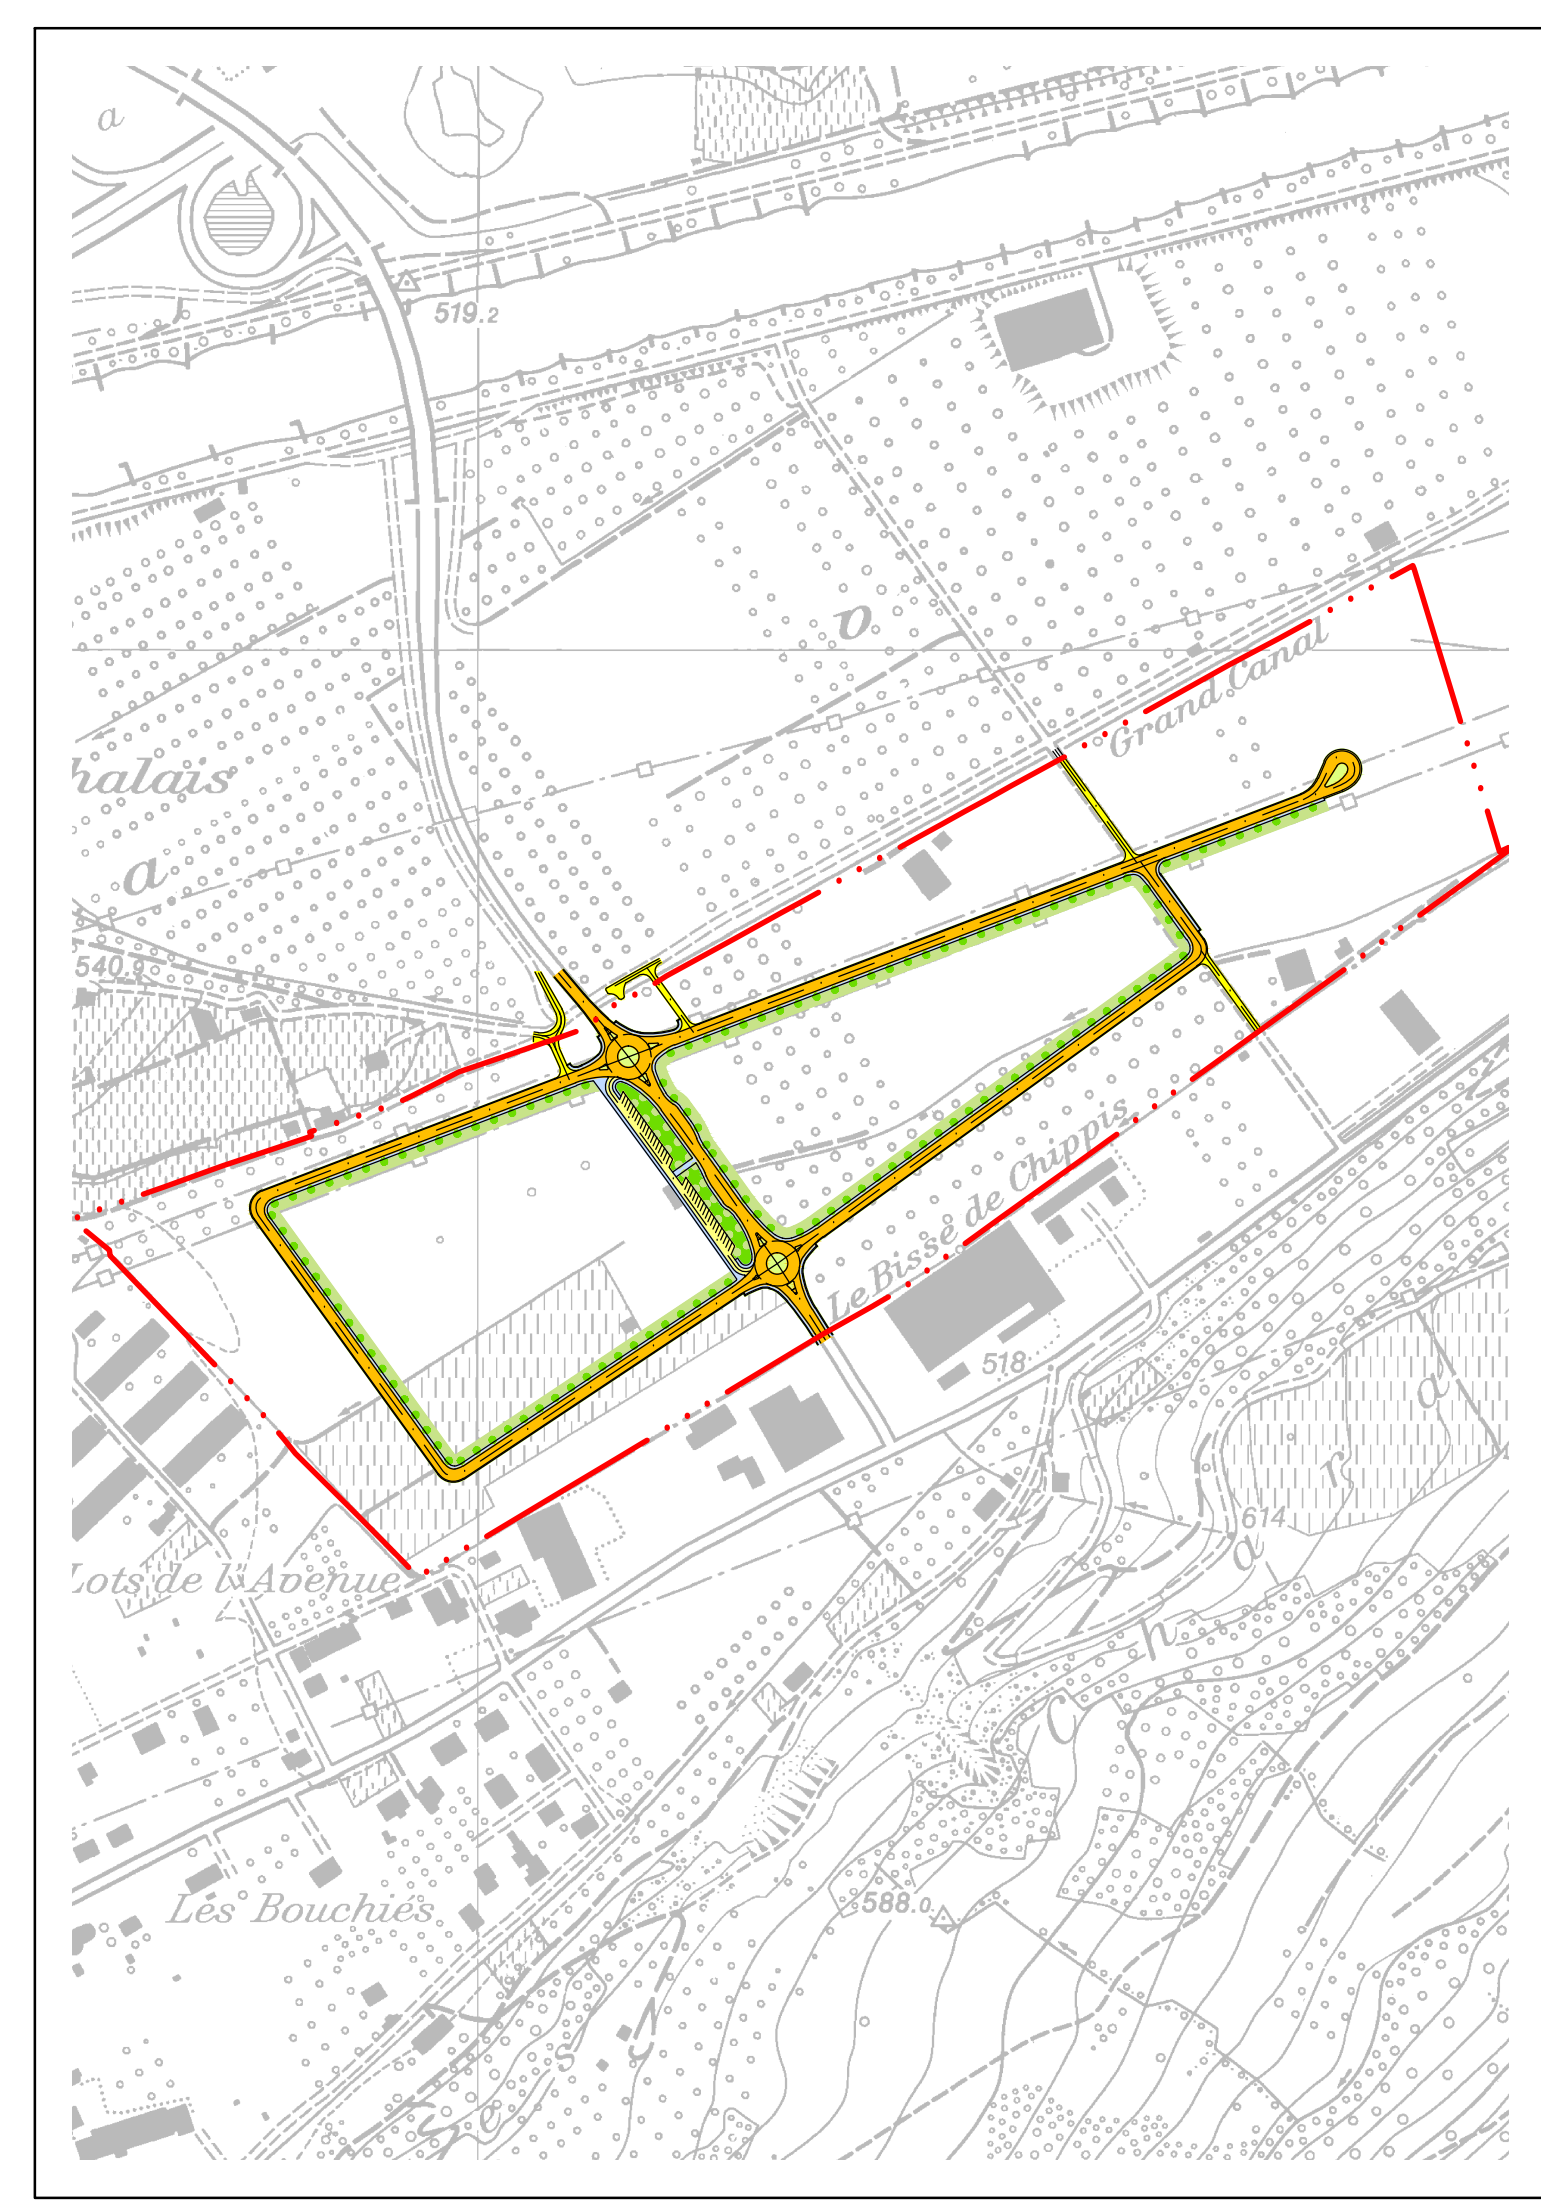 a
519.2
o
Grand Canal
halais
a
540.9
Le Bisse de Chippis
518
a
r
614
a
Lots de l'Avenue
h
C
Les Bouchiés
588.0
s
e